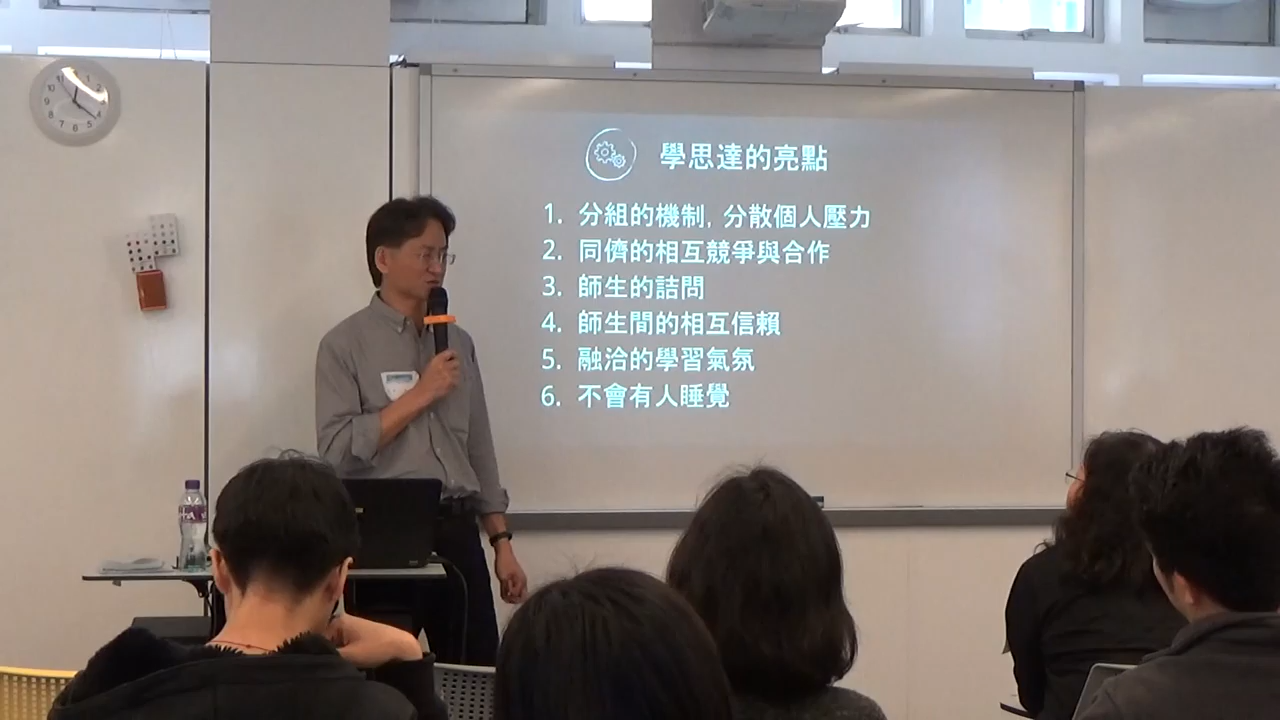 學思達的亮點
1. 分組的機制, 分散個人壓力
2. 同儕的相互競爭與合作
3. 師生的詰問
4. 師生間的相互信賴
5. 融洽的學習氣氛
6. 不會有人睡覺